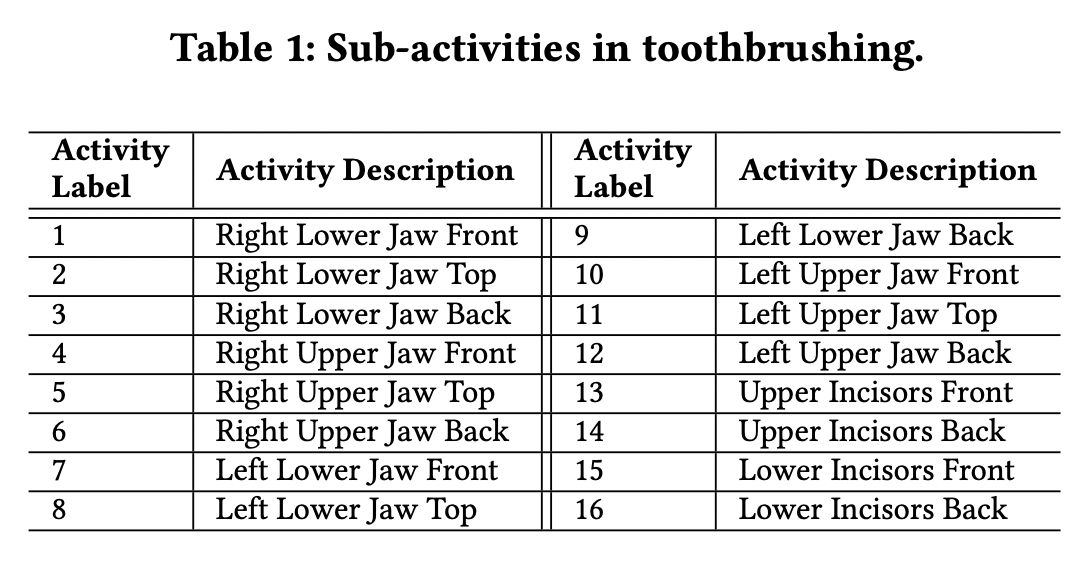 Table 1: Sub-activities in toothbrushing.
Activity Label Activity Description Activity Label Activity Description
1 Right Lower Jaw Front 9 Left Lower Jaw Back
2 Right Lower Jaw Top 10 Left Upper Jaw Front
3 Right Lower Jaw Back 11 Left Upper Jaw Top
4 Right Upper Jaw Front 12 Left Upper Jaw Back
5 Right Upper Jaw Top 13 Upper Incisors Front
6 Right Upper Jaw Back 14 Upper Incisors Back
7 Left Lower Jaw Front 15 Lower Incisors Front
8 Left Lower Jaw Top 16 Lower Incisors Back